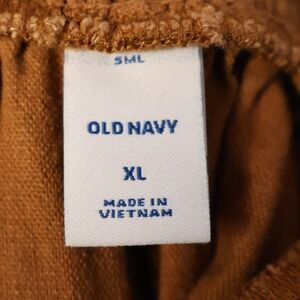 SML
OLD NAVY
XL
MADE IN
VIETNAM